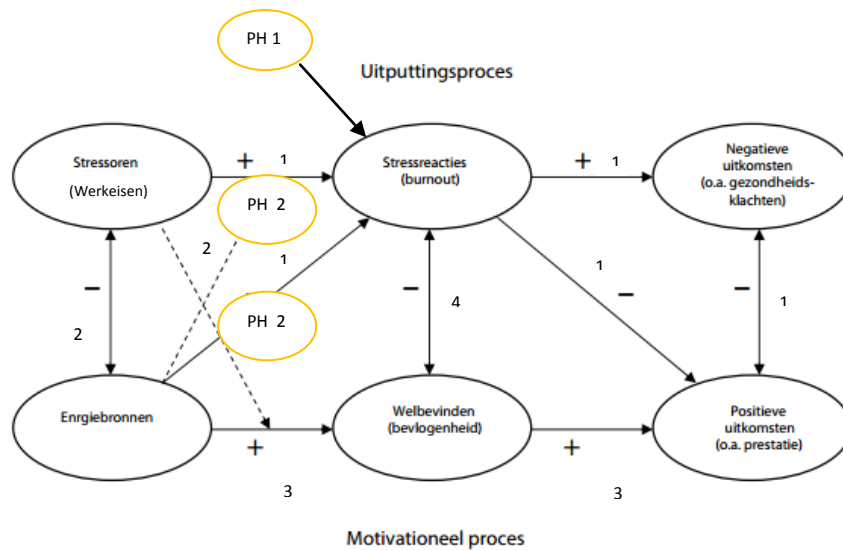 PH 1
Uitputtingsproces
Stressoren
(Werkeisen)
+
1
Stressreacties
(burnout)
+
1
Negatieve
uitkomsten
(o.a. gezondheids-
klachten)
PH 2
2
1
1
−
2
PH 2
−
4
−
−
1
Enrgiebronnen
+
3
Welbevinden
(bevlogenheid)
+
3
Positieve
uitkomsten
(o.a. prestatie)
Motivationeel proces